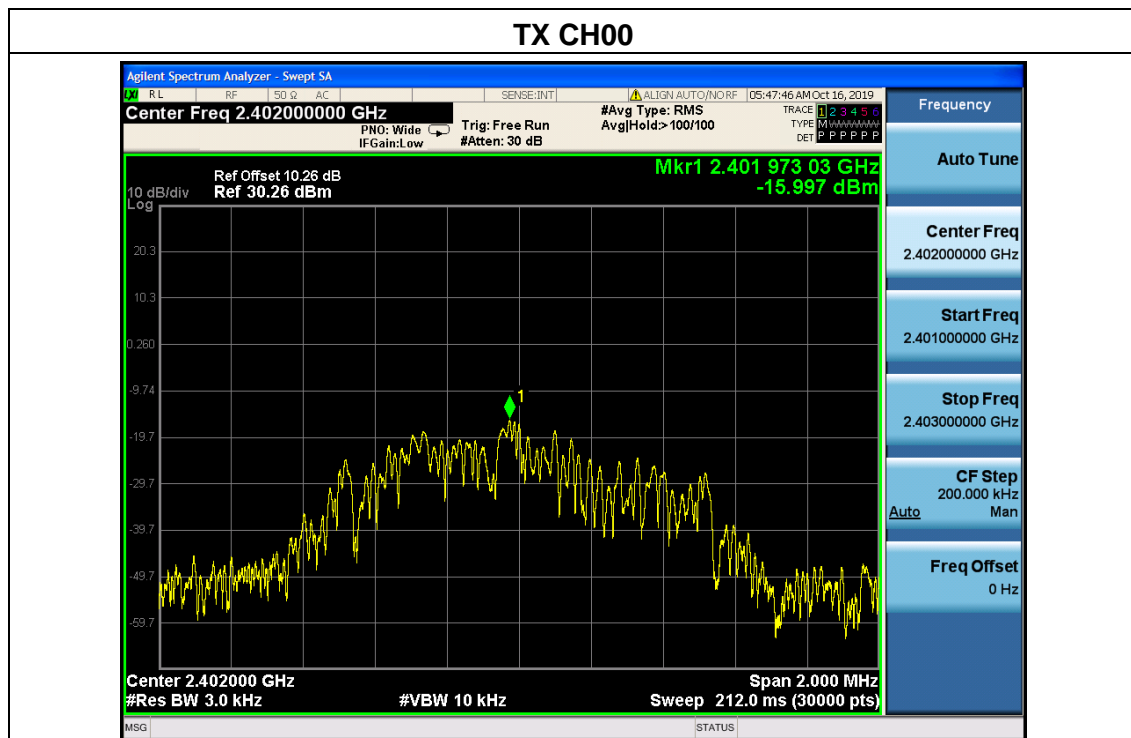 TX CH00
Agilent Spectrum Analyzer - Swept SA
LXI RL RF 50 Ω AC SENSE:INT ALIGN AUTO/NO RF 05:47:46 AM Oct 16, 2019
Center Freq 2.402000000 GHz
PNO: Wide
IFGain:Low
Trig: Free Run
#Atten: 30 dB
#Avg Type: RMS
Avg|Hold:>100/100
TRACE 1 2 3 4 5 6
TYPE M W W W W W
DET P P P P P P
Mkr1 2.401 973 03 GHz
-15.997 dBm
Ref Offset 10.26 dB
10 dB/div Ref 30.26 dBm
Log
20.3
10.3
0.260
-9.74
-19.7
-29.7
-39.7
-49.7
-59.7
1
Center 2.402000 GHz Span 2.000 MHz
#Res BW 3.0 kHz #VBW 10 kHz Sweep 212.0 ms (30000 pts)
MSG STATUS
Frequency
Auto Tune
Center Freq
2.402000000 GHz
Start Freq
2.401000000 GHz
Stop Freq
2.403000000 GHz
CF Step
200.000 kHz
Auto Man
Freq Offset
0 Hz